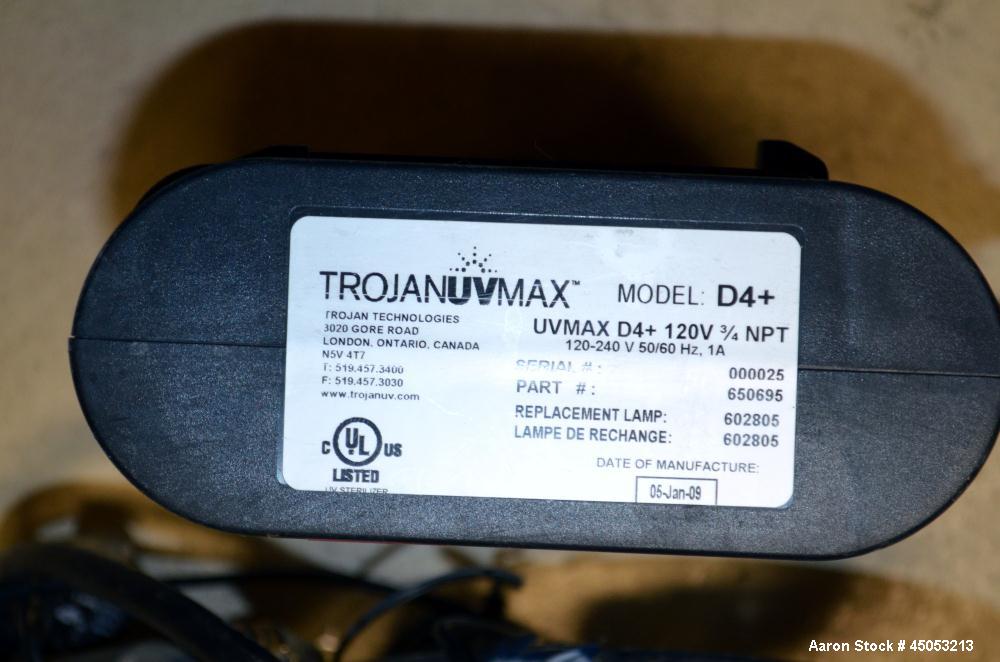 TROJANUVMAX™
MODEL: D4+
TROJAN TECHNOLOGIES
3020 GORE ROAD
LONDON, ONTARIO, CANADA
N5V 4T7
T: 519.457.3400
F: 519.457.3030
www.trojanuv.com
UVMAX D4+ 120V ¾ NPT
120-240 V 50/60 Hz, 1A
SERIAL # : 000025
PART # : 650695
REPLACEMENT LAMP: 602805
LAMPE DE RECHANGE: 602805
C UL US
LISTED
UV STERILIZER
DATE OF MANUFACTURE:
05-Jan-09
Aaron Stock # 45053213